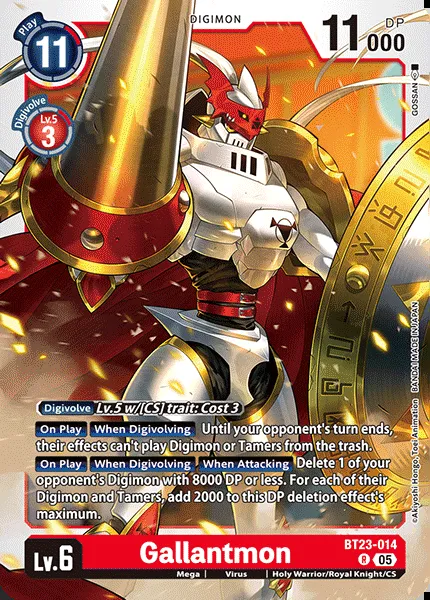 Play
DIGIMON
11
11000
DP
Digivolve
Lv.5
3
GOSSAN
©Akiyoshi Hongo, Toei Animation BANDAI MADE IN JAPAN
Digivolve Lv.5 w/[CS] trait: Cost 3
On Play When Digivolving Until your opponent's turn ends,
their effects can't play Digimon or Tamers from the trash.
On Play When Digivolving When Attacking Delete 1 of your
opponent's Digimon with 8000 DP or less. For each of their
Digimon and Tamers, add 2000 to this DP deletion effect's
maximum.
BT23-014
Lv.6
Gallantmon
R 05
Mega Virus Holy Warrior/Royal Knight/CS